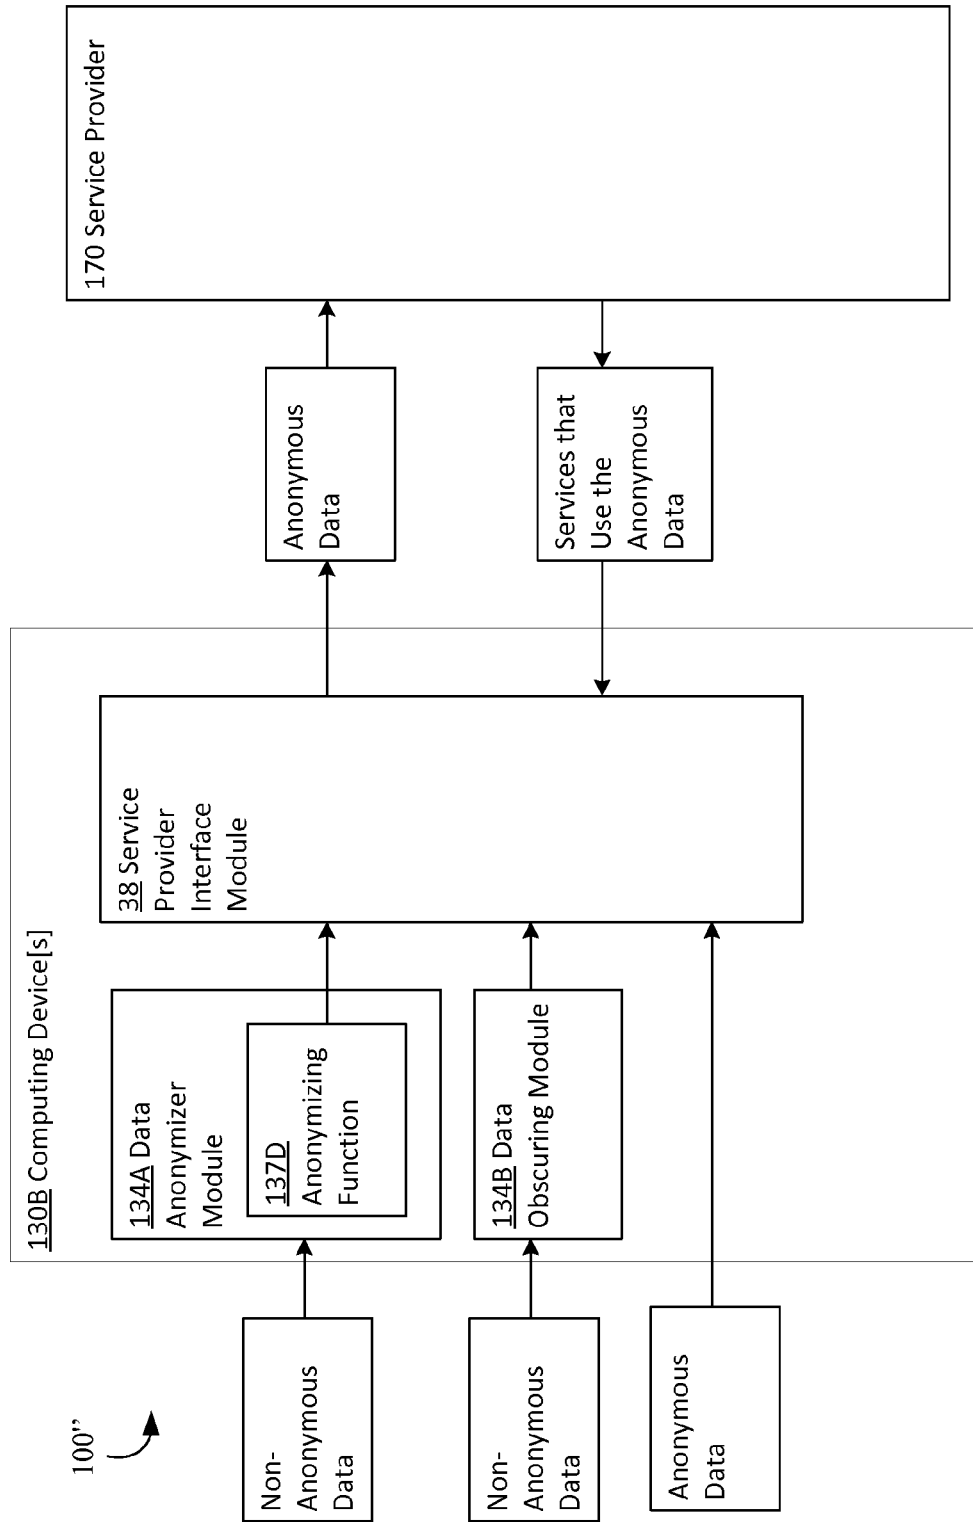 100”
Non-
Anonymous
Data
Non-
Anonymous
Data
Anonymous
Data
130B Computing Device[s]
134A Data
Anonymizer
Module
137D
Anonymizing
Function
134B Data
Obscuring Module
38 Service
Provider
Interface
Module
Anonymous
Data
Services that
Use the
Anonymous
Data
170 Service Provider